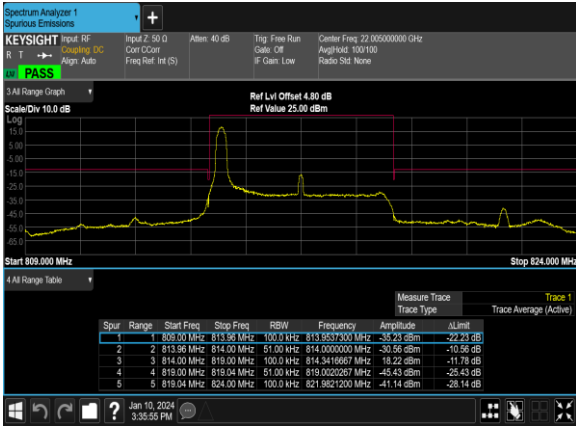 Spectrum Analyzer 1
Spurious Emissions
+
KEYSIGHT Input: RF Input Z: 50 Ω Atten: 40 dB Trig: Free Run Center Freq: 22.005000000 GHz
R T Coupling: DC Corr CCorr Gate: Off Avg|Hold: 100/100
Align: Auto Freq Ref: Int (S) IF Gain: Low Radio Std: None
PASS
3 All Range Graph
Ref Lvl Offset 4.80 dB
Scale/Div 10.0 dB Ref Value 25.00 dBm
Log
15.0
5.00
-5.00
-15.0
-25.0
-35.0
-45.0
-55.0
-65.0
Start 809.000 MHz Stop 824.000 MHz
4 All Range Table
Measure Trace Trace 1
Trace Type Trace Average (Active)
Spur Range Start Freq Stop Freq RBW Frequency Amplitude ΔLimit
1 1 809.00 MHz 813.96 MHz 100.0 kHz 813.9537300 MHz -35.23 dBm -22.23 dB
2 2 813.96 MHz 814.00 MHz 51.00 kHz 814.0000000 MHz -30.56 dBm -10.56 dB
3 3 814.00 MHz 819.00 MHz 100.0 kHz 814.3416667 MHz 18.22 dBm -11.78 dB
4 4 819.00 MHz 819.04 MHz 51.00 kHz 819.0020267 MHz -45.43 dBm -25.43 dB
5 5 819.04 MHz 824.00 MHz 100.0 kHz 821.9821200 MHz -41.14 dBm -28.14 dB
? Jan 10, 2024
3:35:55 PM